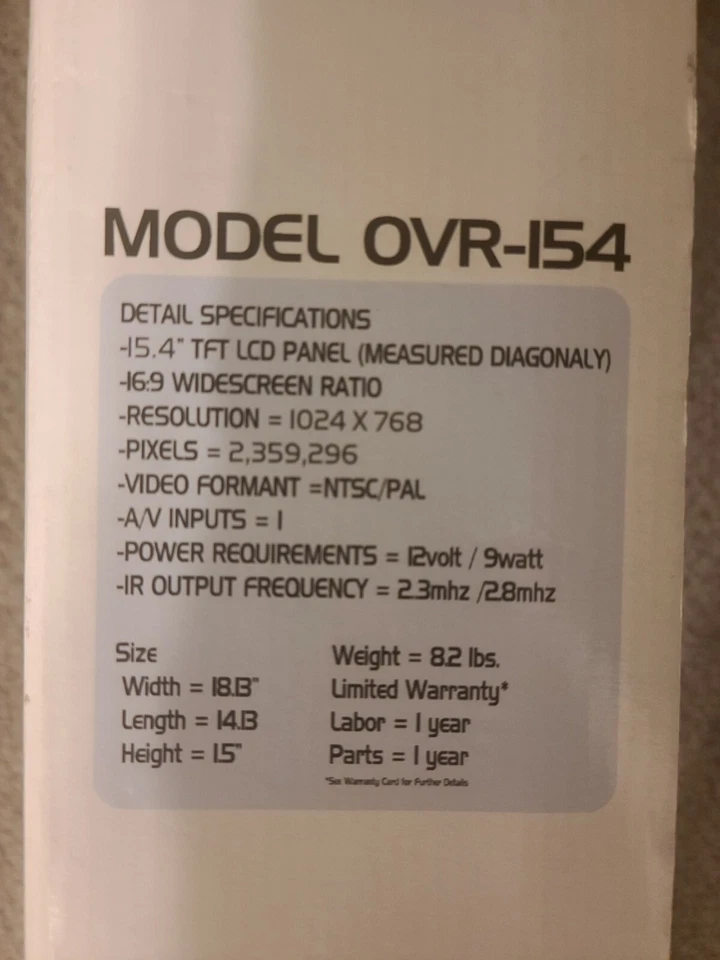 MODEL OVR-154
DETAIL SPECIFICATIONS
-15.4" TFT LCD PANEL (MEASURED DIAGONALY)
-16:9 WIDESCREEN RATIO
-RESOLUTION = 1024 X 768
-PIXELS = 2,359,296
-VIDEO FORMANT =NTSC/PAL
-A/V INPUTS = 1
-POWER REQUIREMENTS = 12volt / 9watt
-IR OUTPUT FREQUENCY = 2.3mhz /2.8mhz
Size
Width = 18.13"
Length = 14.13
Height = 1.5"
Weight = 8.2 lbs.
Limited Warranty*
Labor = 1 year
Parts = 1 year
*See Warranty Card for Further Details